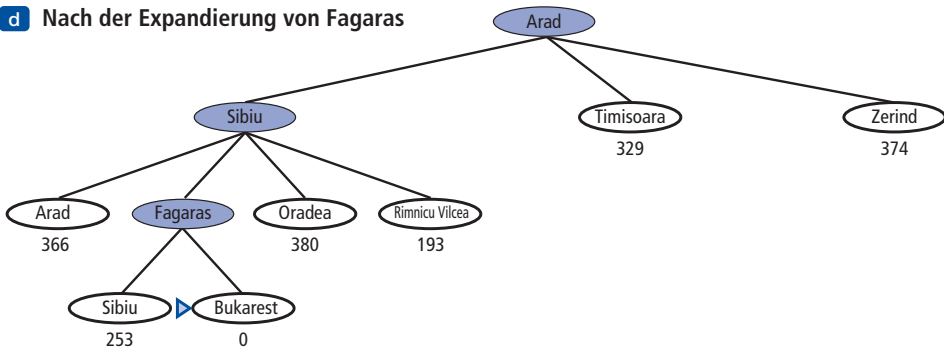 d Nach der Expandierung von Fagaras
Arad
Sibiu
Timisoara
Zerind
329
374
Arad
Fagaras
Oradea
Rimnicu Vilcea
366
380
193
Sibiu
Bukarest
253
0